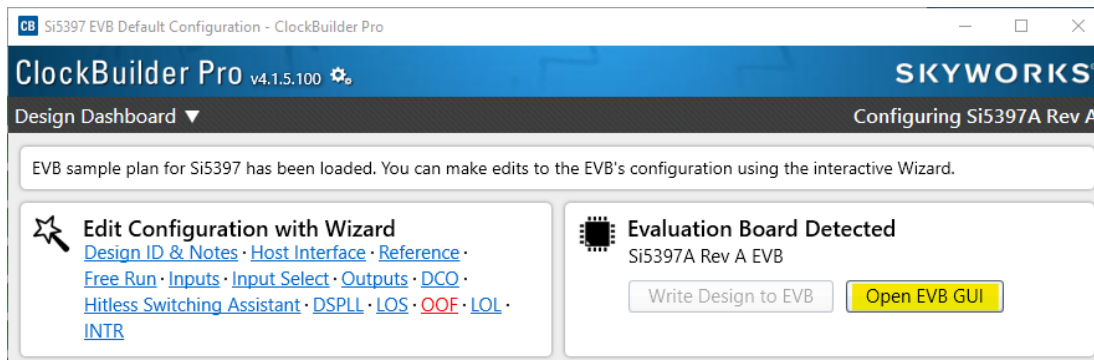 CB Si5397 EVB Default Configuration - ClockBuilder Pro
ClockBuilder Pro v4.1.5.100
SKYWORKS
Design Dashboard ▼
Configuring Si5397A Rev A
EVB sample plan for Si5397 has been loaded. You can make edits to the EVB's configuration using the interactive Wizard.
Edit Configuration with Wizard
Design ID & Notes · Host Interface · Reference ·
Free Run · Inputs · Input Select · Outputs · DCO ·
Hitless Switching Assistant · DSPLL · LOS · OOF · LOL ·
INTR
Evaluation Board Detected
Si5397A Rev A EVB
Write Design to EVB
Open EVB GUI